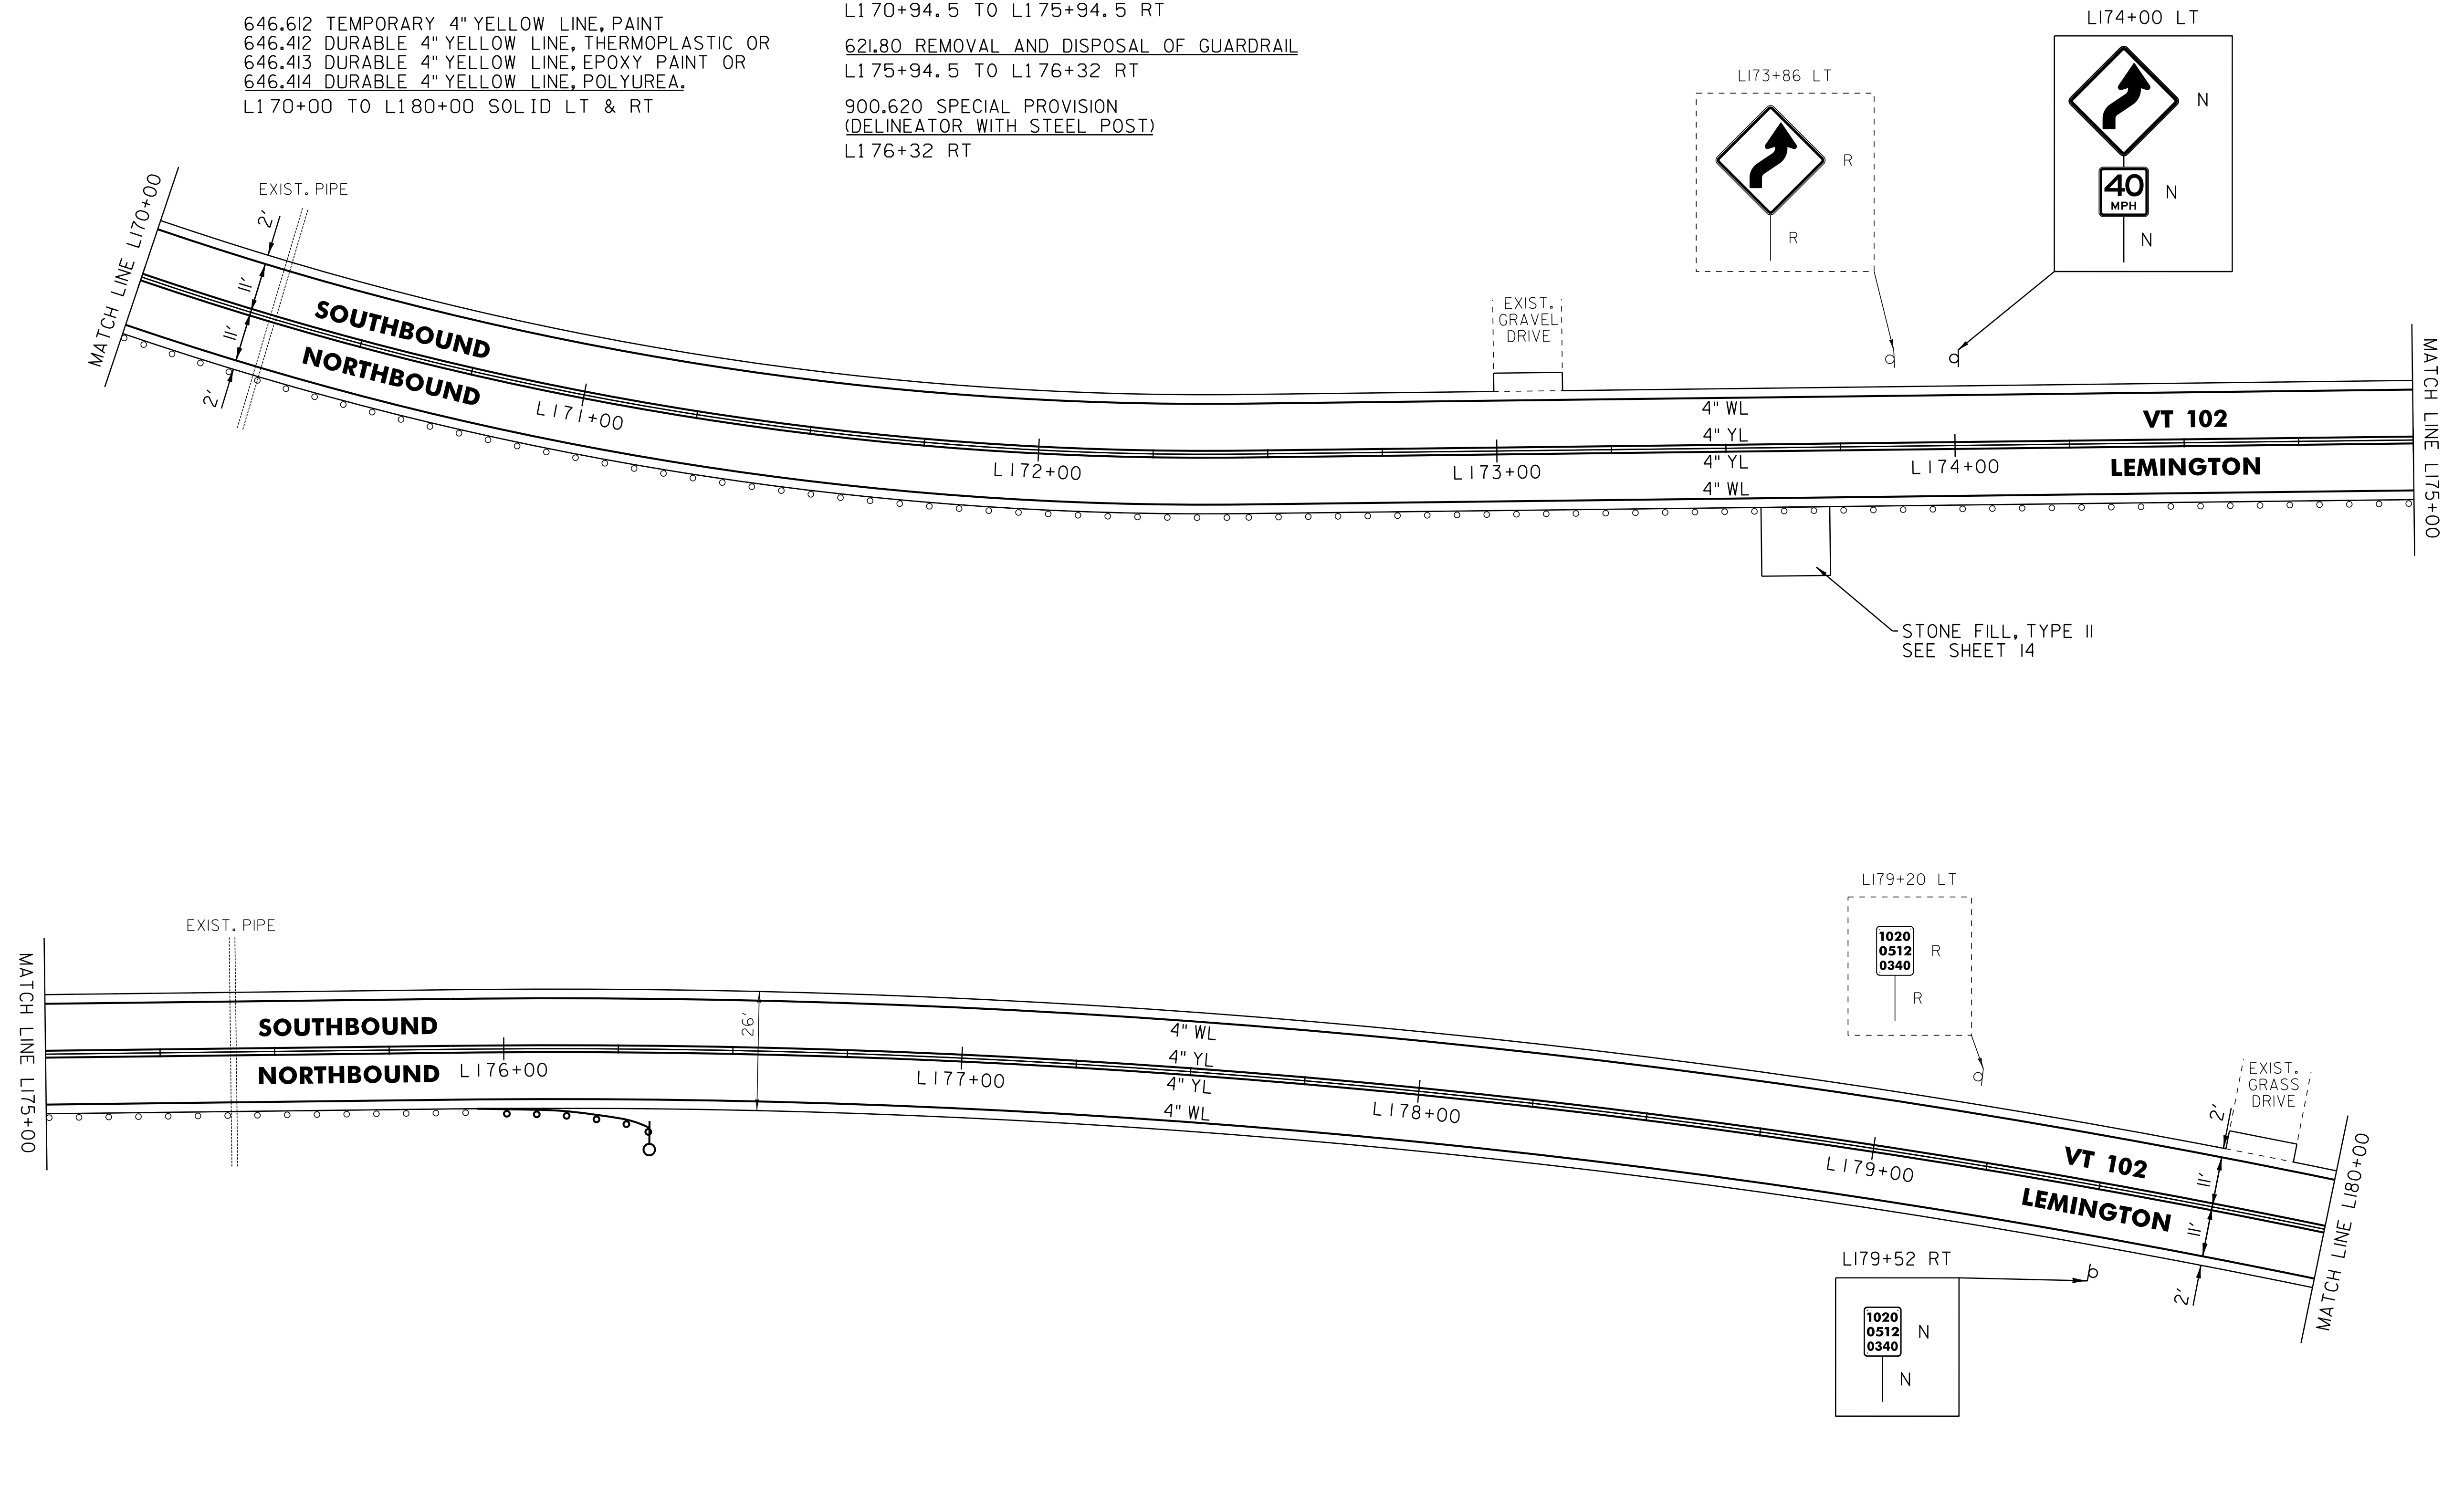 646.612 TEMPORARY 4" YELLOW LINE, PAINT
646.412 DURABLE 4" YELLOW LINE, THERMOPLASTIC OR
646.413 DURABLE 4" YELLOW LINE, EPOXY PAINT OR
646.414 DURABLE 4" YELLOW LINE, POLYUREA.
L170+00 TO L180+00 SOLID LT & RT
L170+94.5 TO L175+94.5 RT
621.80 REMOVAL AND DISPOSAL OF GUARDRAIL
L175+94.5 TO L176+32 RT
900.620 SPECIAL PROVISION
(DELINEATOR WITH STEEL POST)
L176+32 RT
L173+86 LT
R
R
L174+00 LT
N
40
MPH
N
N
MATCH LINE L170+00
EXIST. PIPE
2'
11'
11'
2'
SOUTHBOUND
NORTHBOUND
L171+00
L172+00
L173+00
L174+00
EXIST.
GRAVEL
DRIVE
4" WL
4" YL
4" YL
4" WL
VT 102
LEMINGTON
MATCH LINE L175+00
STONE FILL, TYPE II
SEE SHEET 14
MATCH LINE L175+00
EXIST. PIPE
SOUTHBOUND
NORTHBOUND
L176+00
26'
L177+00
4" WL
4" YL
4" YL
4" WL
L178+00
L179+00
L179+20 LT
1020
0512
0340
R
R
EXIST.
GRASS
DRIVE
2'
11'
11'
2'
VT 102
LEMINGTON
MATCH LINE L180+00
L179+52 RT
1020
0512
0340
N
N